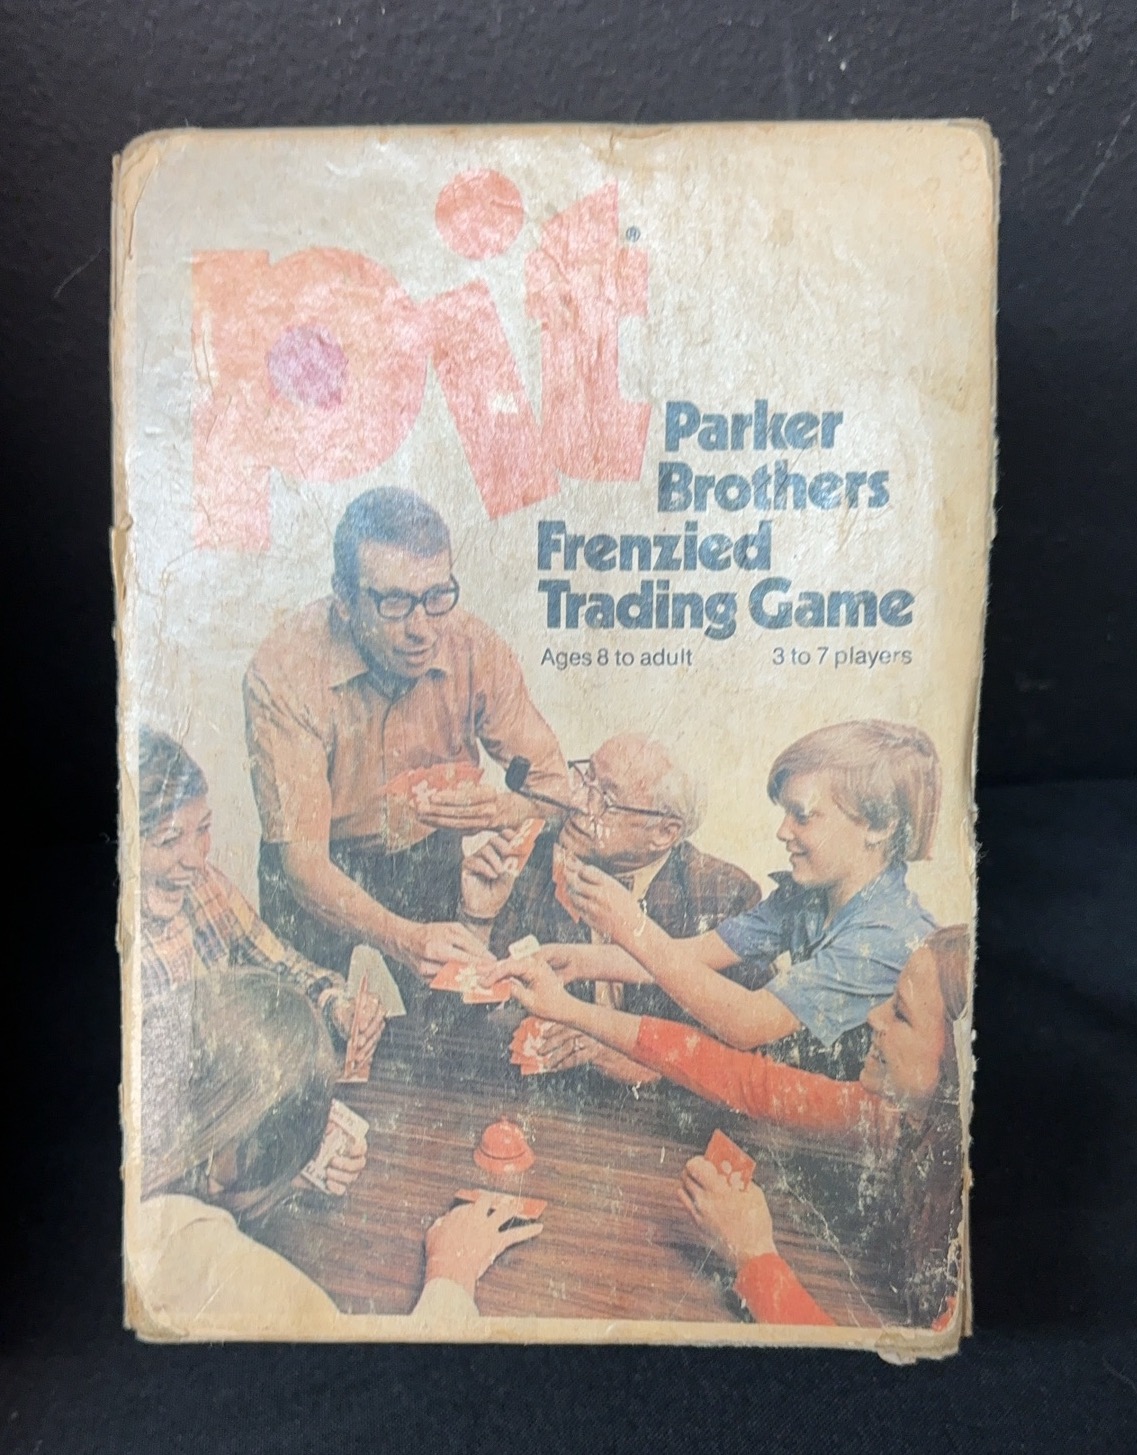 pit®
Parker
Brothers
Frenzied
Trading Game
Ages 8 to adult 3 to 7 players